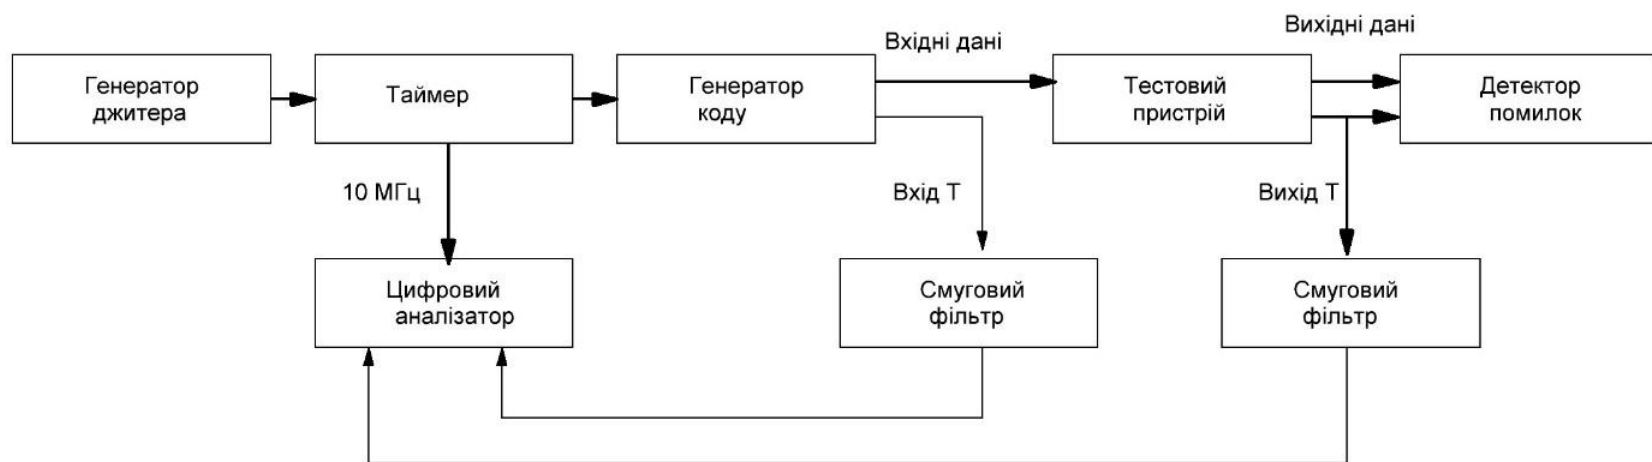 Вхідні дані
Вихідні дані
Генератор
джитера
Таймер
Генератор
коду
Тестовий
пристрій
Детектор
помилок
10 МГц
Вхід Т
Вихід Т
Цифровий
аналізатор
Смуговий
фільтр
Смуговий
фільтр